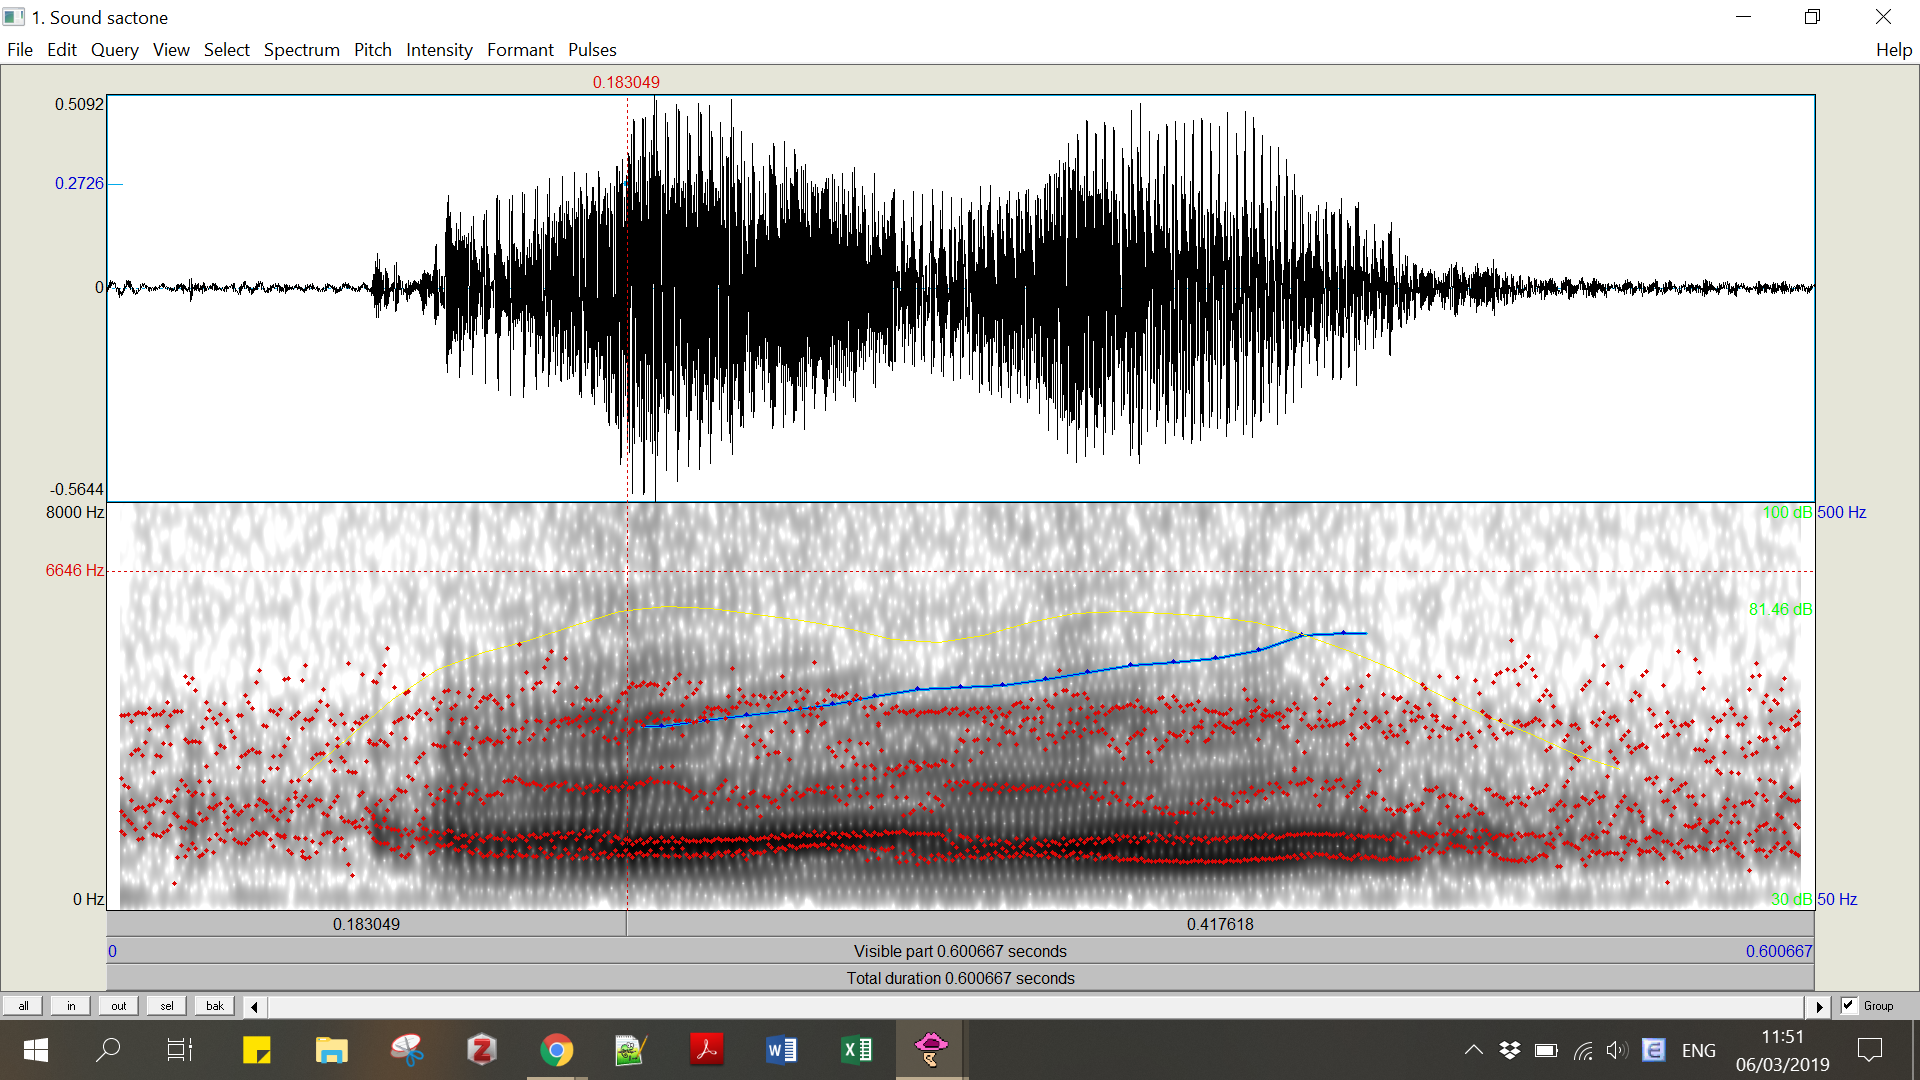 1. Sound sactone
File Edit Query View Select Spectrum Pitch Intensity Formant Pulses Help
0.183049
0.5092
0.2726
0
-0.5644
8000 Hz 100 dB 500 Hz
6646 Hz
81.46 dB
0 Hz 30 dB 50 Hz
0.183049 0.417618
0 Visible part 0.600667 seconds 0.600667
Total duration 0.600667 seconds
all in out sel bak Group
ENG
11:51
06/03/2019